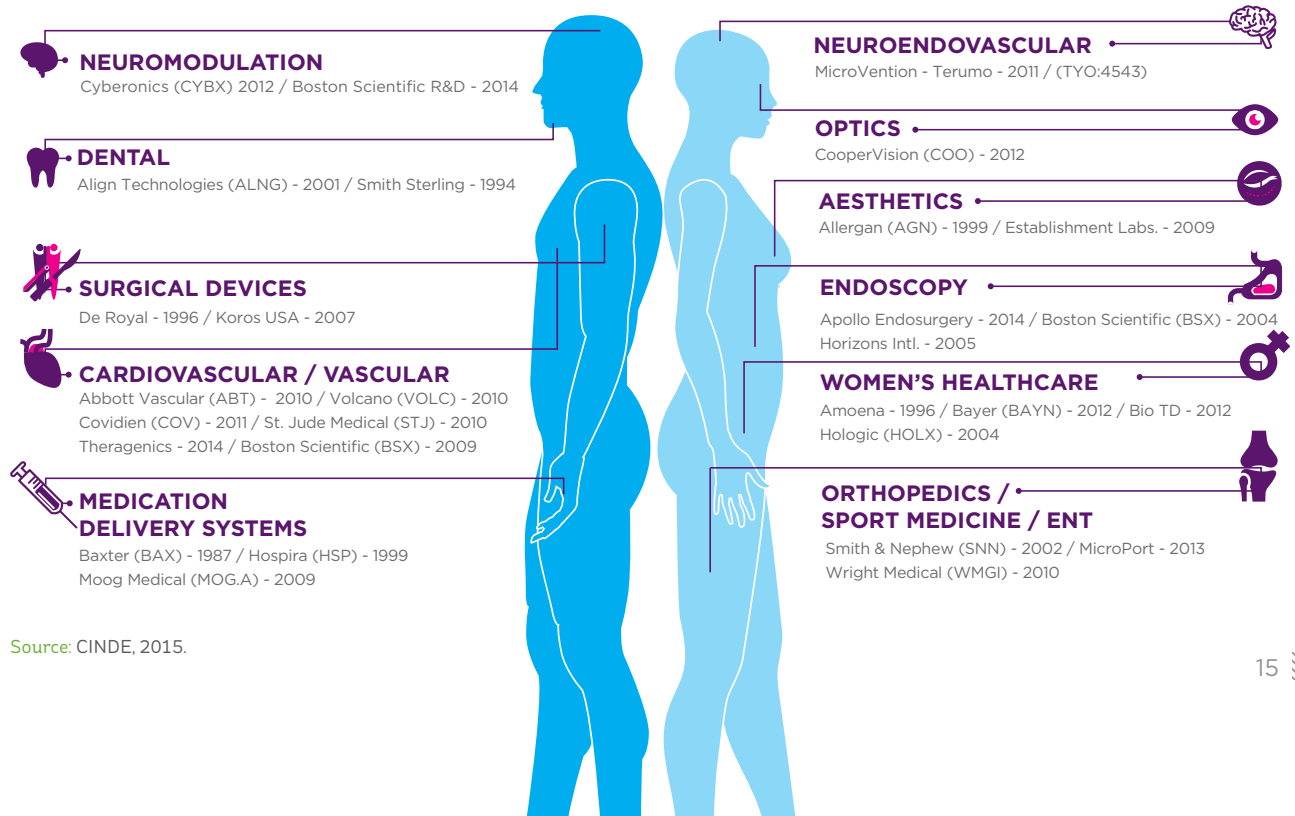 NEUROMODULATION
Cyberonics (CYBX) 2012 / Boston Scientific R&D - 2014
DENTAL
Align Technologies (ALNG) - 2001 / Smith Sterling - 1994
SURGICAL DEVICES
De Royal - 1996 / Koros USA - 2007
CARDIOVASCULAR / VASCULAR
Abbott Vascular (ABT) - 2010 / Volcano (VOLC) - 2010
Covidien (COV) - 2011 / St. Jude Medical (STJ) - 2010
Theragenics - 2014 / Boston Scientific (BSX) - 2009
MEDICATION
DELIVERY SYSTEMS
Baxter (BAX) - 1987 / Hospira (HSP) - 1999
Moog Medical (MOG.A) - 2009
NEUROENDOVASCULAR
MicroVention - Terumo - 2011 / (TYO:4543)
OPTICS
CooperVision (COO) - 2012
AESTHETICS
Allergan (AGN) - 1999 / Establishment Labs. - 2009
ENDOSCOPY
Apollo Endosurgery - 2014 / Boston Scientific (BSX) - 2004
Horizons Intl. - 2005
WOMEN'S HEALTHCARE
Amoena - 1996 / Bayer (BAYN) - 2012 / Bio TD - 2012
Hologic (HOLX) - 2004
ORTHOPEDICS /
SPORT MEDICINE / ENT
Smith & Nephew (SNN) - 2002 / MicroPort - 2013
Wright Medical (WMGI) - 2010
Source: CINDE, 2015.
15